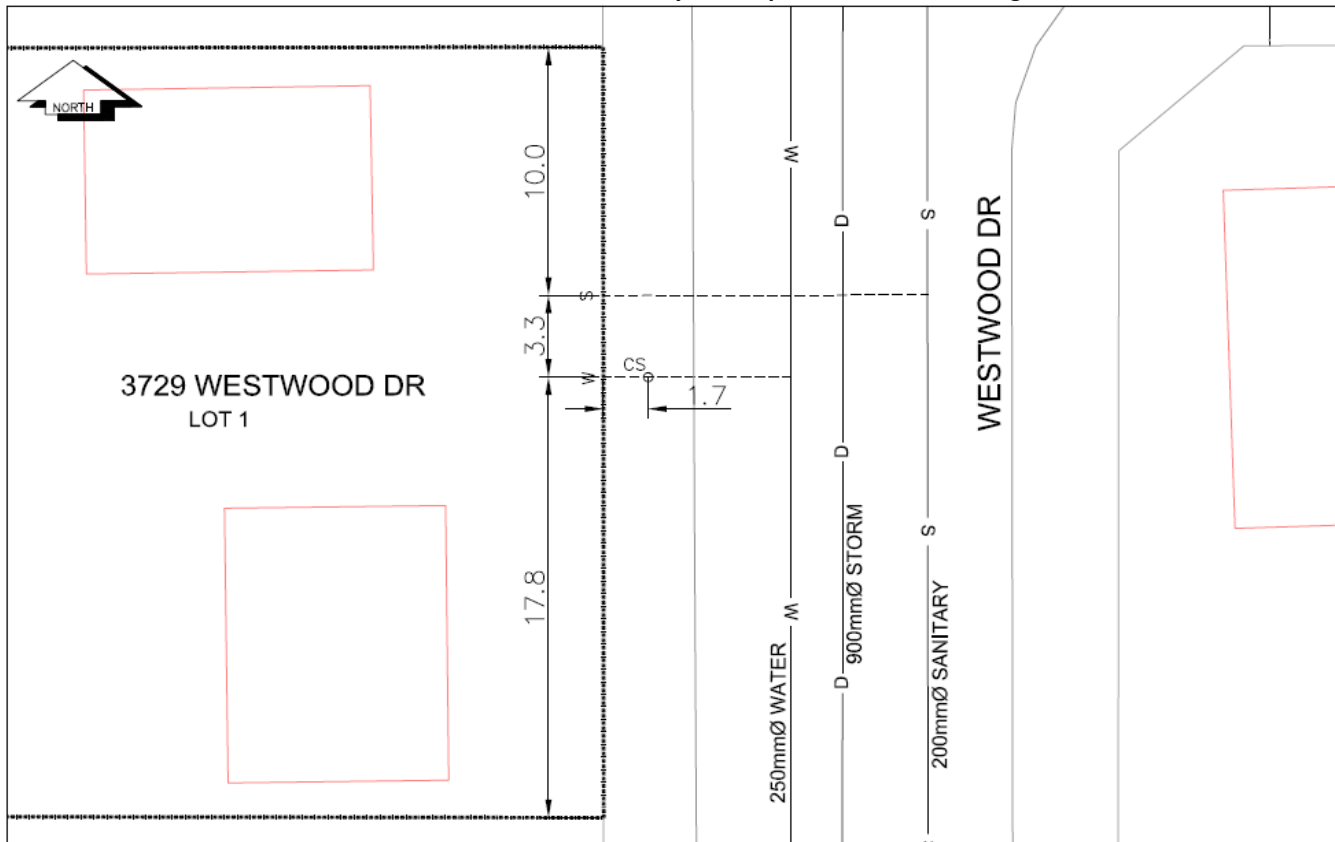 NORTH
10.0
S
3.3
W
CS
1.7
17.8
3729 WESTWOOD DR
LOT 1
W
D
S
WESTWOOD DR
D
S
W
D
250mmØ WATER
900mmØ STORM
200mmØ SANITARY